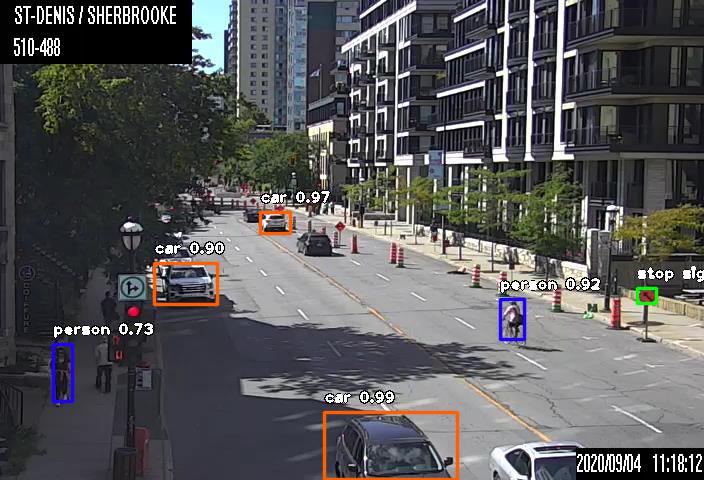 ST-DENIS / SHERBROOKE
510-488
car 0.97
car 0.90
stop sig
person 0.92
person 0.73
car 0.99
2020/09/04 11:18:12